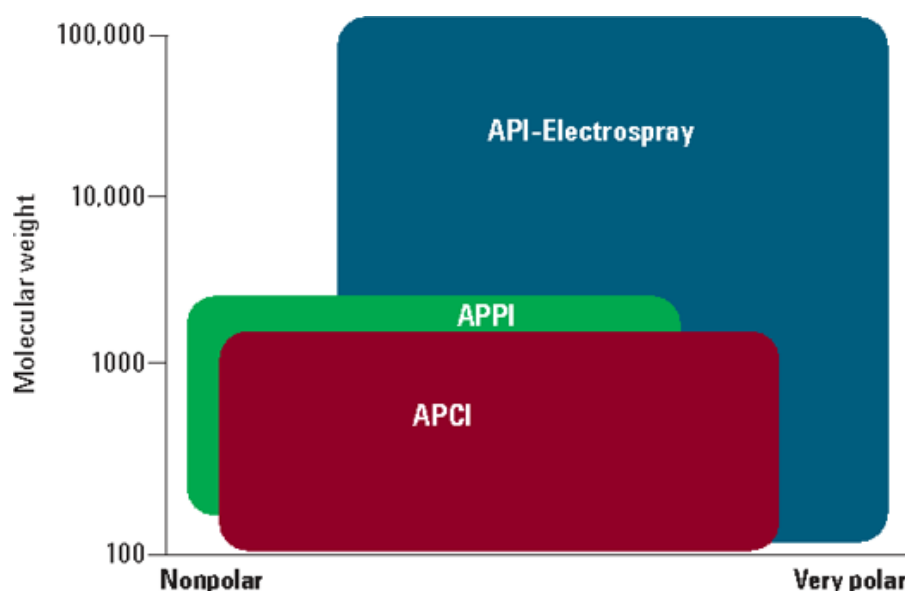 100,000
API-Electrospray
10,000
Molecular weight
APPI
1000
APCI
100
Nonpolar
Very polar